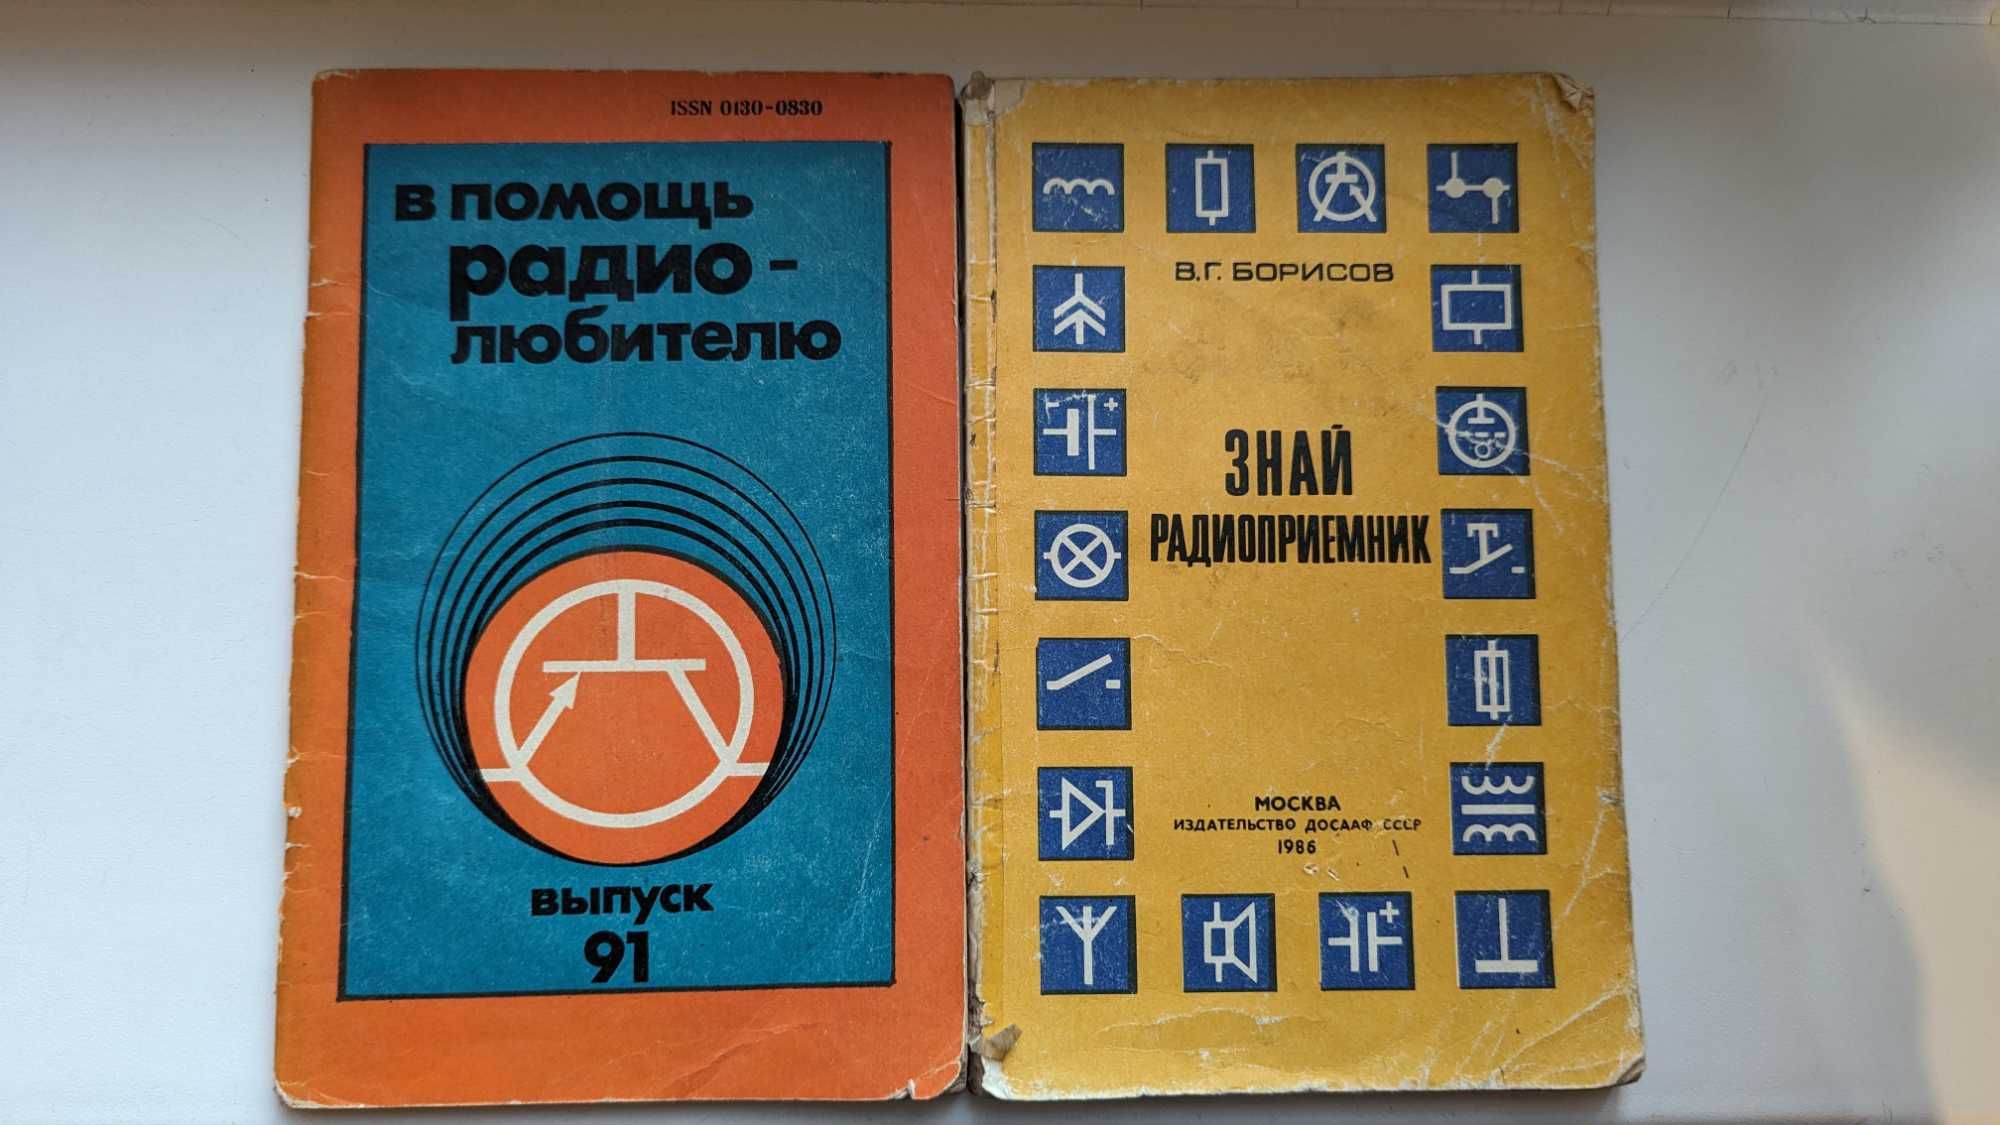 ISSN 0130-0830
в помощь
радио-
любителю
выпуск
91
В.Г. БОРИСОВ
ЗНАЙ
РАДИОПРИЕМНИК
МОСКВА
ИЗДАТЕЛЬСТВО ДОСААФ СССР
1986